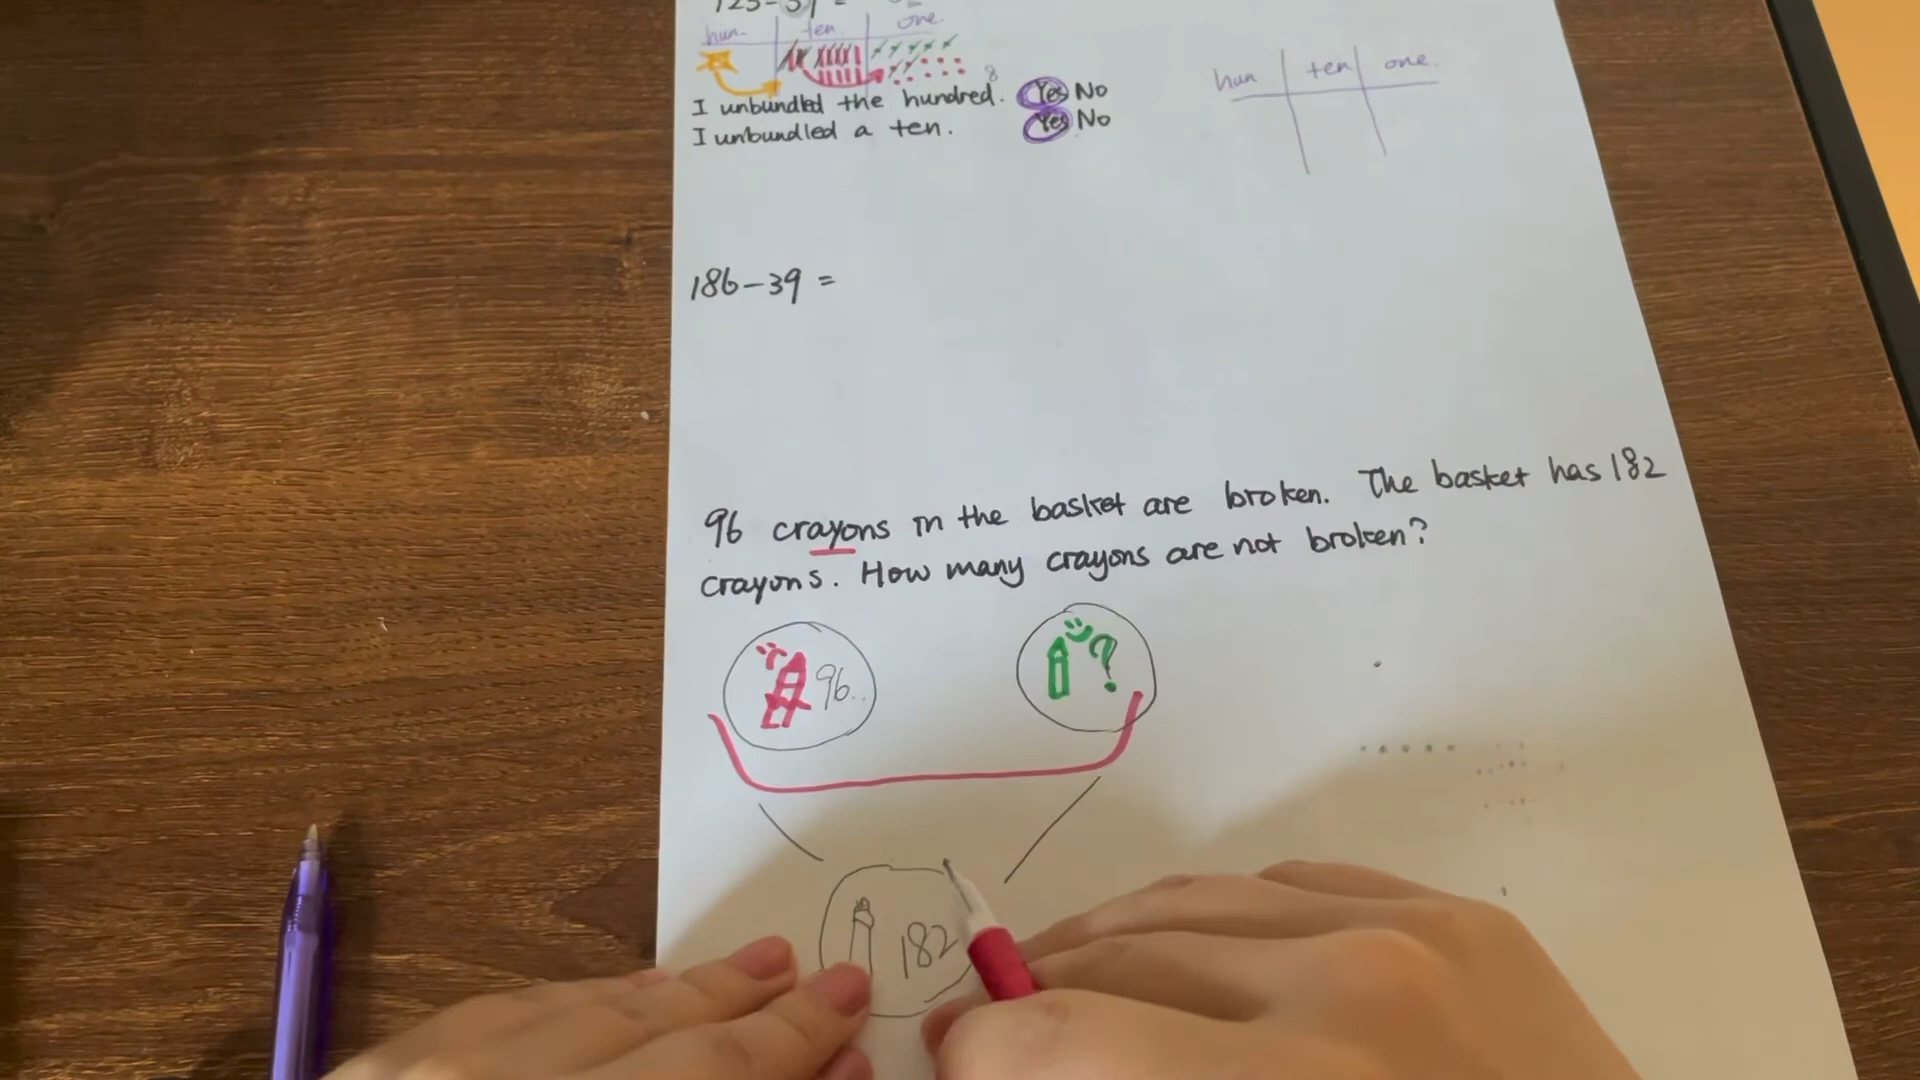 hun. ten one.
8
I unbundled the hundred. Yes No
I unbundled a ten. Yes No
hun ten one.
186-39 =
96 crayons in the basket are broken. The basket has 182
crayons. How many crayons are not broken?
96 ?
182